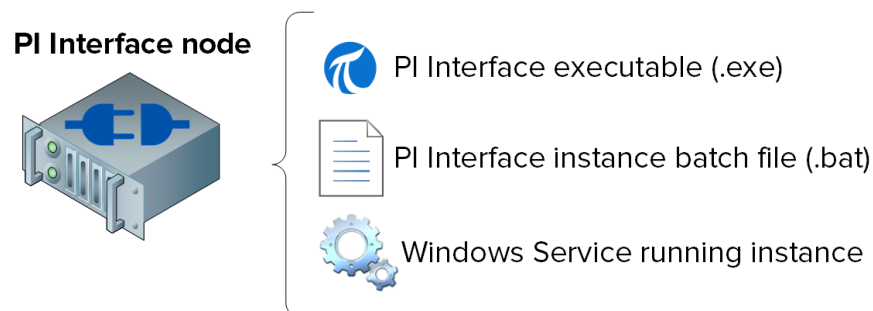 PI Interface node
PI Interface executable (.exe)
PI Interface instance batch file (.bat)
Windows Service running instance